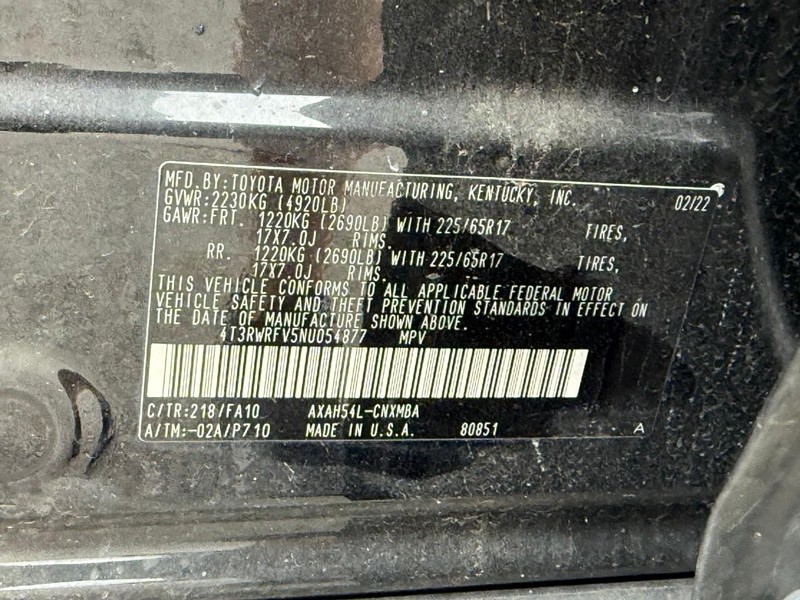 MFD.BY:TOYOTA MOTOR MANUFACTURING, KENTUCKY, INC. 02/22
GVWR:2230KG (4920LB)
GAWR:FRT. 1220KG (2690LB) WITH 225/65R17 TIRES,
17X7.0J RIMS.
RR. 1220KG (2690LB) WITH 225/65R17 TIRES,
17X7.0J RIMS.
THIS VEHICLE CONFORMS TO ALL APPLICABLE FEDERAL MOTOR
VEHICLE SAFETY AND THEFT PREVENTION STANDARDS IN EFFECT ON
THE DATE OF MANUFACTURE SHOWN ABOVE.
4T3RWRFV5NU054877 MPV
C/TR:218/FA10 AXAH54L-CNXMBA
A/TM:-02A/P710 MADE IN U.S.A. 80851 A